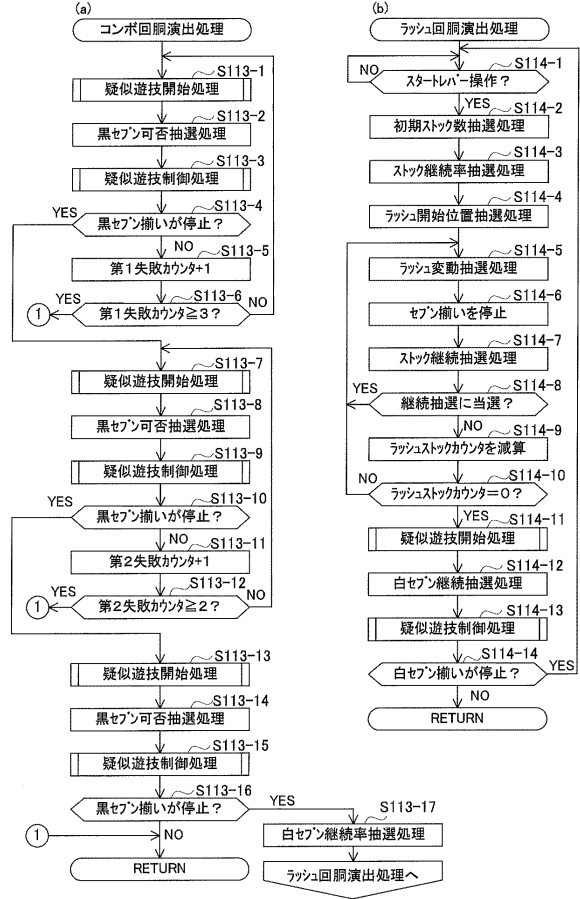 (a)
コンボ回胴演出処理
S113-1
疑似遊技開始処理
S113-2
黒セブン可否抽選処理
S113-3
疑似遊技制御処理
S113-4
YES
黒セブン揃いが停止?
NO
S113-5
第1失敗カウンタ+1
S113-6
YES
NO
①
第1失敗カウンタ≧3?
S113-7
疑似遊技開始処理
S113-8
黒セブン可否抽選処理
S113-9
疑似遊技制御処理
S113-10
YES
黒セブン揃いが停止?
NO
S113-11
第2失敗カウンタ+1
S113-12
YES
NO
①
第2失敗カウンタ≧2?
S113-13
疑似遊技開始処理
S113-14
黒セブン可否抽選処理
S113-15
疑似遊技制御処理
S113-16
黒セブン揃いが停止?
YES
S113-17
白セブン継続率抽選処理
①
NO
RETURN
ラッシュ回胴演出処理へ
(b)
ラッシュ回胴演出処理
S114-1
NO
スタートレバー操作?
YES
S114-2
初期ストック数抽選処理
S114-3
ストック継続率抽選処理
S114-4
ラッシュ開始位置抽選処理
S114-5
ラッシュ変動抽選処理
S114-6
セブン揃いを停止
S114-7
ストック継続抽選処理
S114-8
YES
継続抽選に当選?
NO
S114-9
ラッシュストックカウンタを減算
S114-10
NO
ラッシュストックカウンタ=0?
YES
S114-11
疑似遊技開始処理
S114-12
白セブン継続抽選処理
S114-13
疑似遊技制御処理
S114-14
白セブン揃いが停止?
YES
NO
RETURN